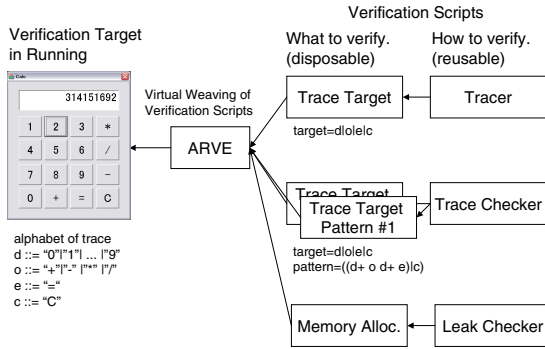 Verification Scripts
Verification Target
in Running
What to verify.
(disposable)
How to verify.
(reusable)
Calc
314151692
1 2 3 *
4 5 6 /
7 8 9 -
0 + = C
Virtual Weaving of
Verification Scripts
ARVE
Trace Target
Tracer
target=d|o|e|c
Trace Target
Trace Target
Pattern #1
Trace Checker
target=d|o|e|c
pattern=((d+ o d+ e)|c)
alphabet of trace
d ::= “0”|”1”| ... |”9”
o ::= “+”|”-” |”*” |”/”
e ::= “=“
c ::= “C”
Memory Alloc.
Leak Checker